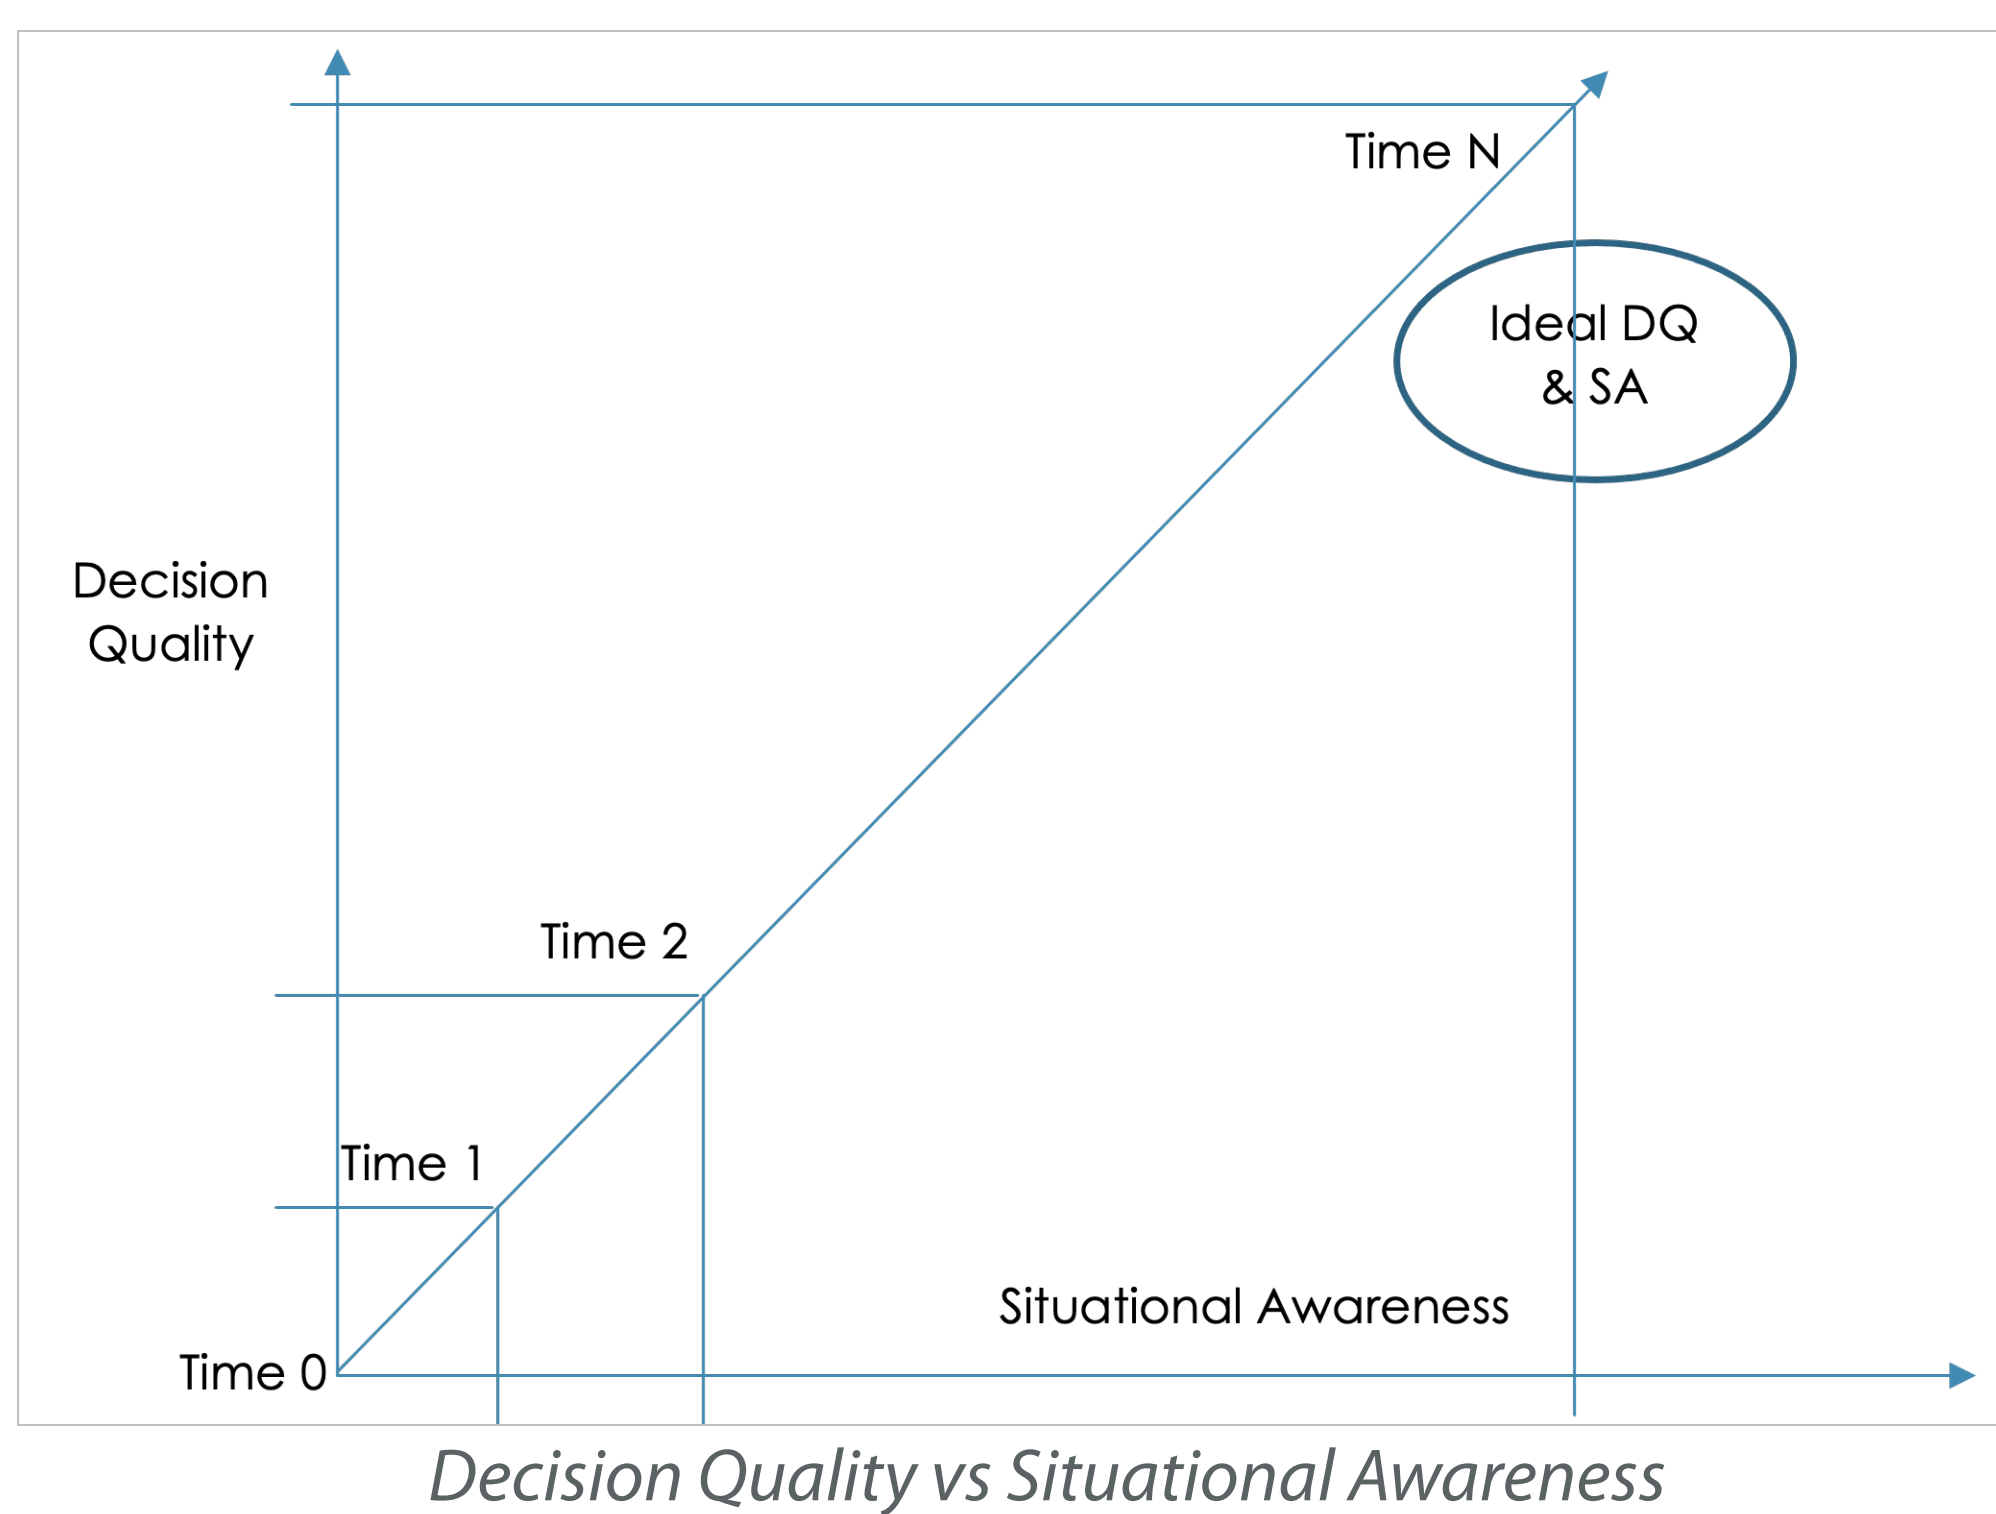 Time N
Ideal DQ
& SA
Decision
Quality
Time 2
Time 1
Situational Awareness
Time 0
Decision Quality vs Situational Awareness